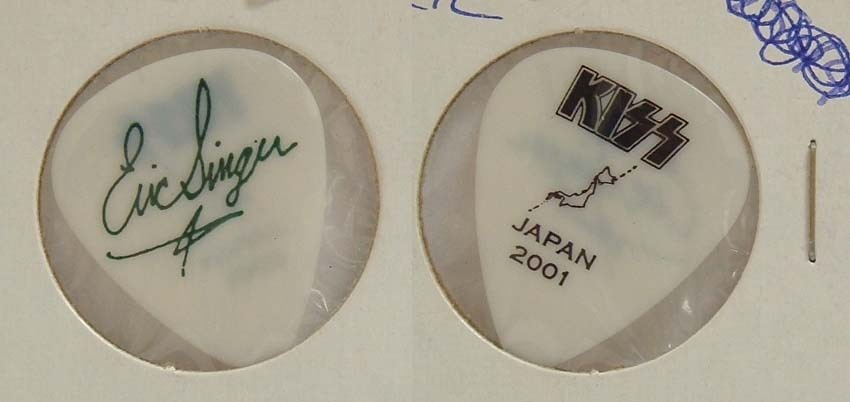 Eric Singer
KISS
JAPAN
2001